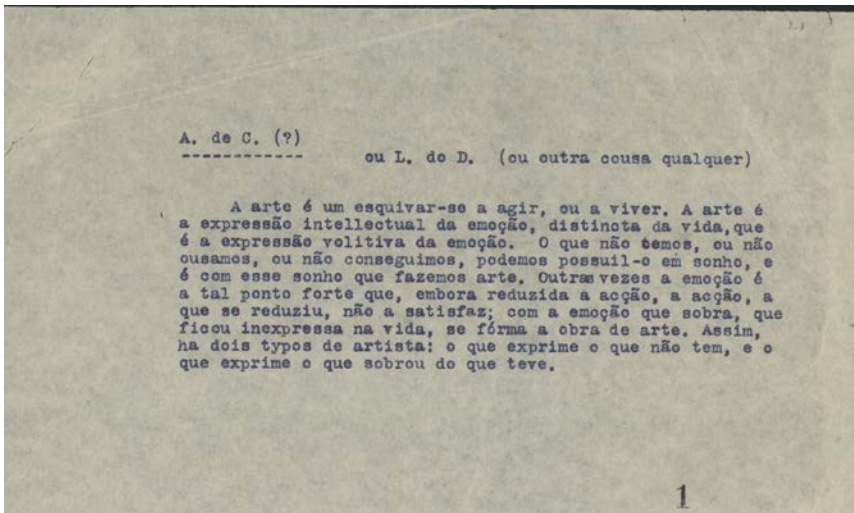 A. de C. (?)
------------
ou L. do D. (ou outra cousa qualquer)
A arte é um esquivar-se a agir, ou a viver. A arte é
a expressão intellectual da emoção, distincta da vida,que
é a expressão volitiva da emoção. O que não temos, ou não
ousamos, ou não conseguimos, podemos possuil-o em sonho, e
é com esse sonho que fazemos arte. Outras vezes a emoção é
a tal ponto forte que, embora reduzida a acção, a acção, a
que se reduziu, não a satisfaz; com a emoção que sobra, que
ficou inexpressa na vida, se fórma a obra de arte. Assim,
ha dois typos de artista: o que exprime o que não tem, e o
que exprime o que sobrou do que teve.
1